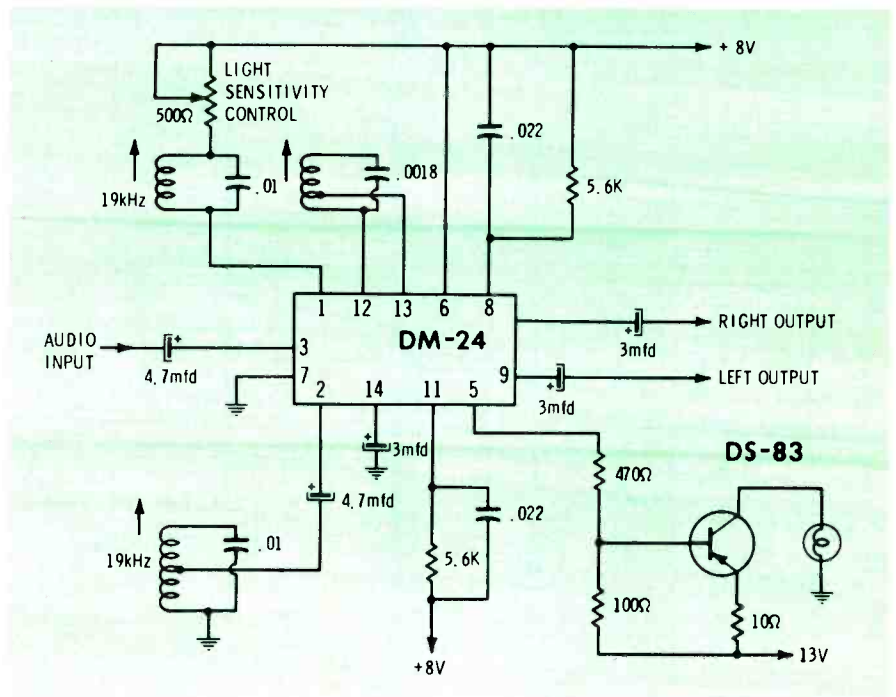 + 8V
LIGHT
SENSITIVITY
CONTROL
500Ω
.022
5.6K
19kHz
.01
.0018
1 12 13 6 8
AUDIO
INPUT
4.7mfd
3
7
DM-24
9
3mfd
RIGHT OUTPUT
3mfd
LEFT OUTPUT
2 14 11 5
3mfd
4.7mfd
470Ω
DS-83
19kHz
.01
5.6K
.022
100Ω
10Ω
13V
+8V